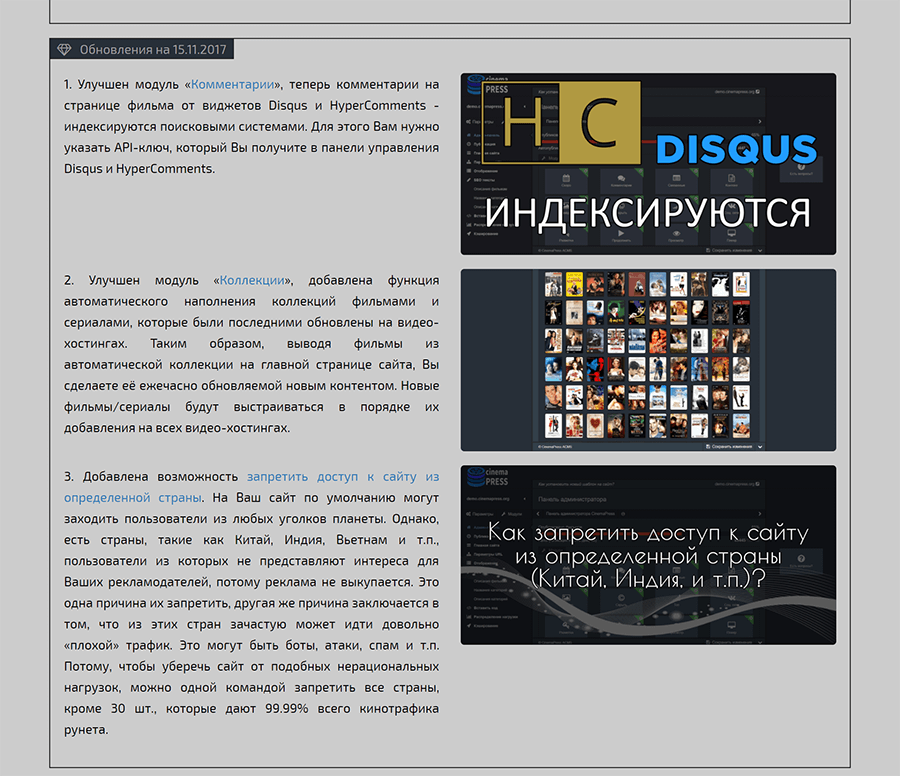 Обновления на 15.11.2017
1. Улучшен модуль «Комментарии», теперь комментарии на
странице фильма от виджетов Disqus и HyperComments -
индексируются поисковыми системами. Для этого Вам нужно
указать API-ключ, который Вы получите в панели управления
Disqus и HyperComments.
cinema
PRESS
HC
DISQUS
ИНДЕКСИРУЮТСЯ
2. Улучшен модуль «Коллекции», добавлена функция
автоматического наполнения коллекций фильмами и
сериалами, которые были последними обновлены на видео-
хостингах. Таким образом, выводя фильмы из
автоматической коллекции на главной странице сайта, Вы
сделаете её ежечасно обновляемой новым контентом. Новые
фильмы/сериалы будут выстраиваться в порядке их
добавления на всех видео-хостингах.
3. Добавлена возможность запретить доступ к сайту из
определенной страны. На Ваш сайт по умолчанию могут
заходить пользователи из любых уголков планеты. Однако,
есть страны, такие как Китай, Индия, Вьетнам и т.п.,
пользователи из которых не представляют интереса для
Ваших рекламодателей, потому реклама не выкупается. Это
одна причина их запретить, другая же причина заключается в
том, что из этих стран зачастую может идти довольно
«плохой» трафик. Это могут быть боты, атаки, спам и т.п.
Потому, чтобы уберечь сайт от подобных нерациональных
нагрузок, можно одной командой запретить все страны,
кроме 30 шт., которые дают 99.99% всего кинотрафика
рунета.
cinema
PRESS
Панель администратора
Как запретить доступ к сайту
из определенной страны
(Китай, Индия, и т.п.)?